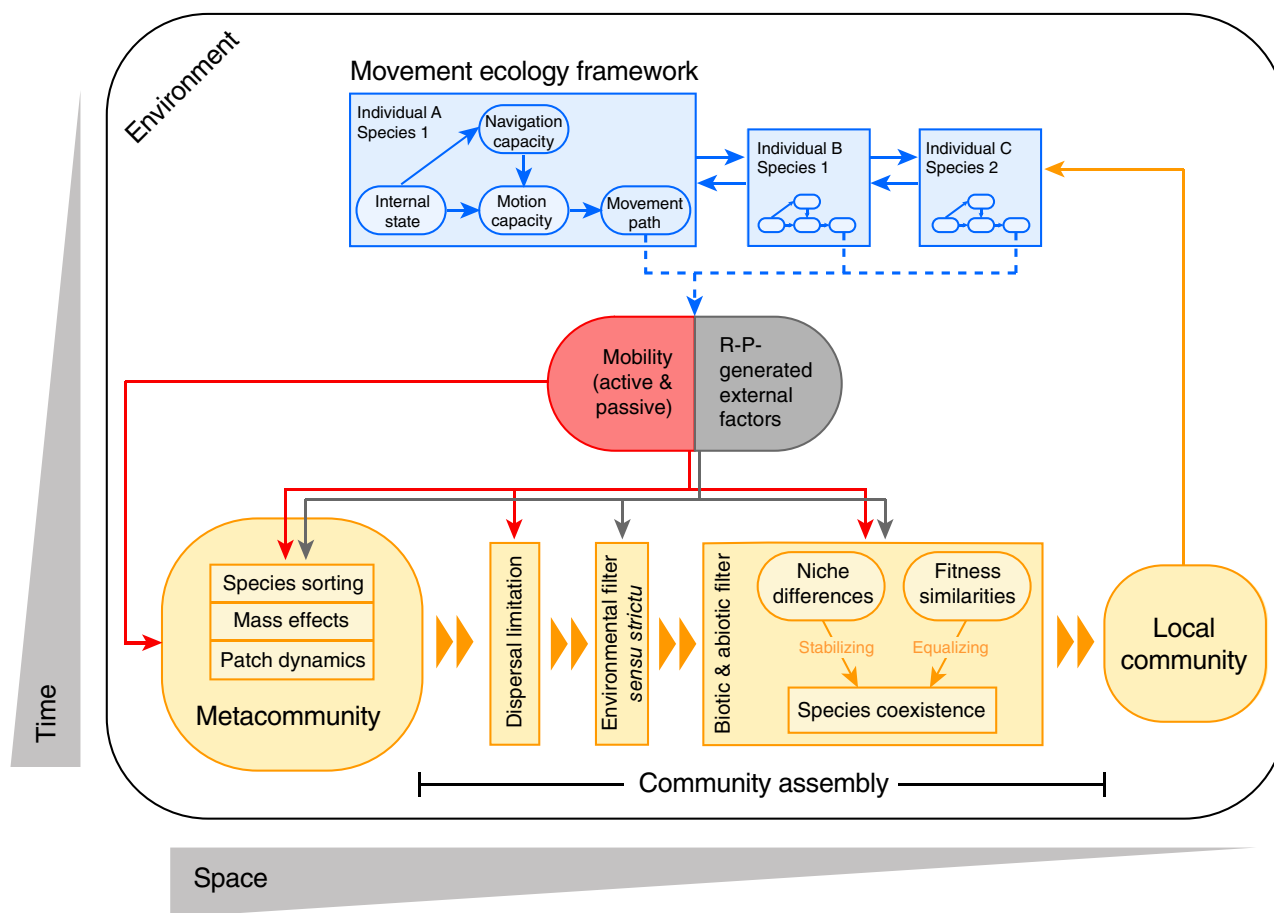 Environment
Movement ecology framework
Individual A
Species 1
Navigation
capacity
Internal
state
Motion
capacity
Movement
path
Individual B
Species 1
Individual C
Species 2
Mobility
(active &
passive)
R-P-
generated
external
factors
Species sorting
Mass effects
Patch dynamics
Metacommunity
Dispersal limitation
Environmental filter
sensu strictu
Biotic & abiotic filter
Niche
differences
Fitness
similarities
Stabilizing
Equalizing
Species coexistence
Local
community
Community assembly
Time
Space